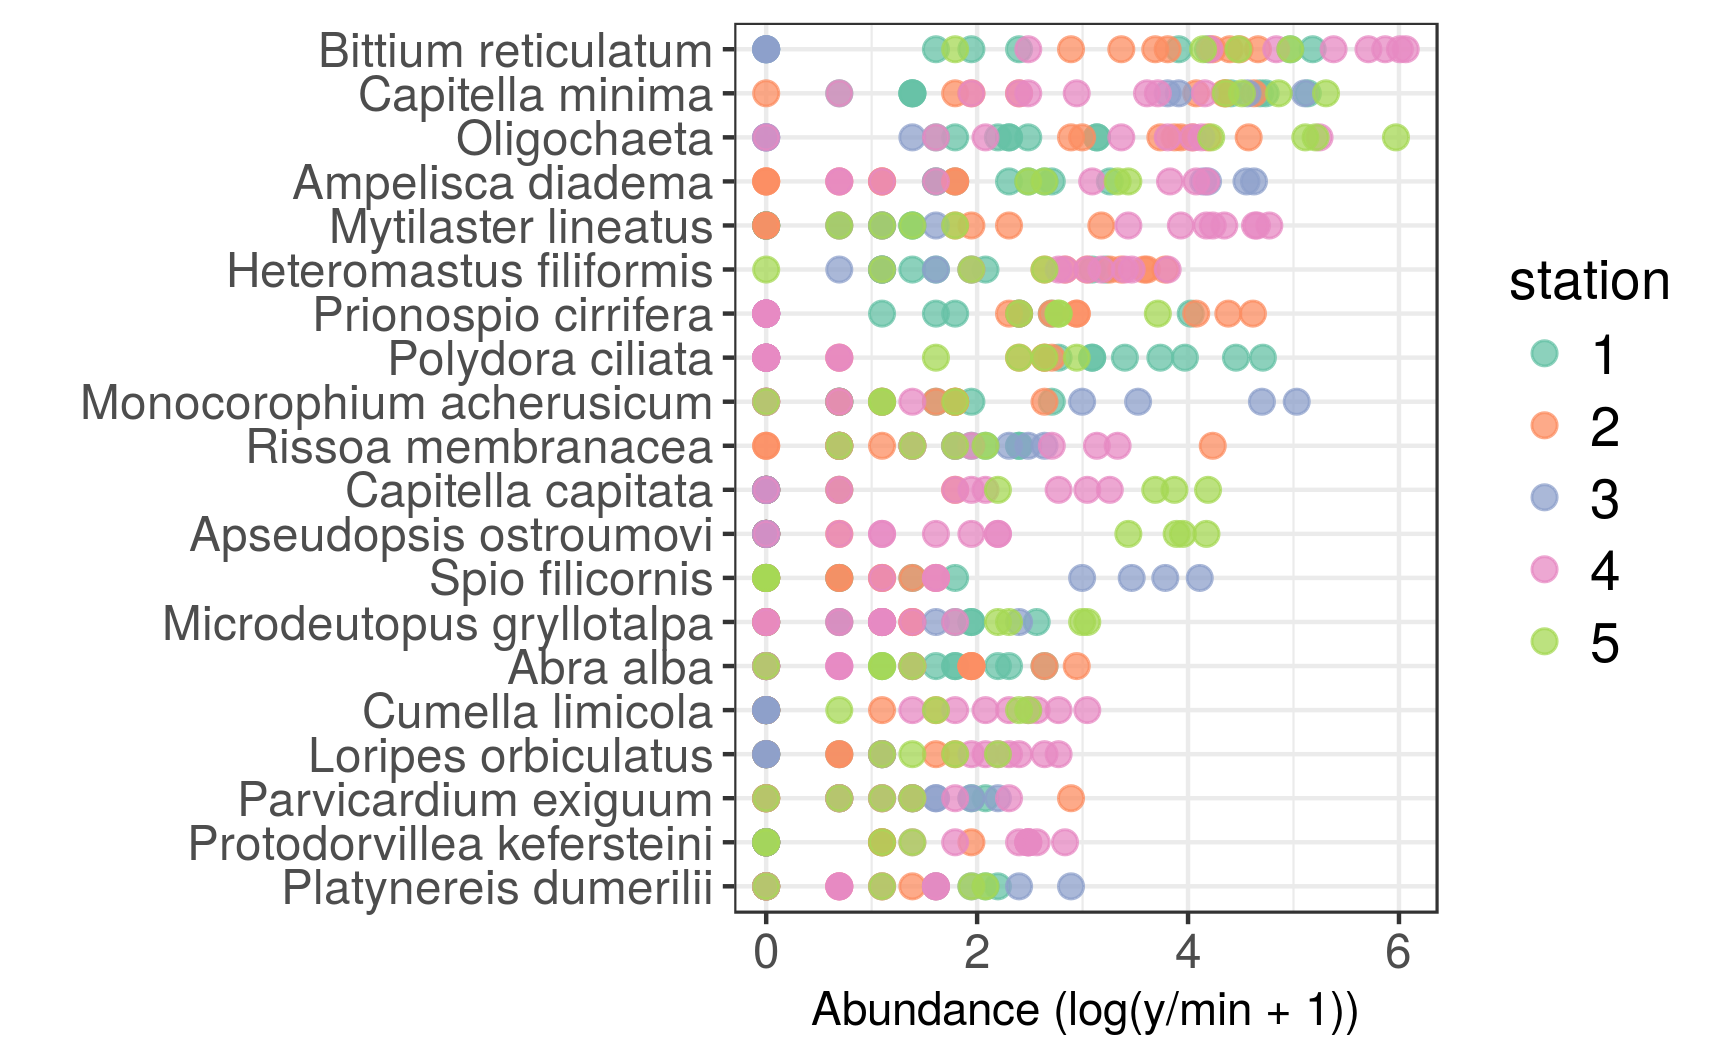 Bittium reticulatum
Capitella minima
Oligochaeta
Ampelisca diadema
Mytilaster lineatus
Heteromastus filiformis
Prionospio cirrifera
Polydora ciliata
Monocorophium acherusicum
Rissoa membranacea
Capitella capitata
Apseudopsis ostroumovi
Spio filicornis
Microdeutopus gryllotalpa
Abra alba
Cumella limicola
Loripes orbiculatus
Parvicardium exiguum
Protodorvillea kefersteini
Platynereis dumerilii
0 2 4 6
Abundance (log(y/min + 1))
station
1
2
3
4
5